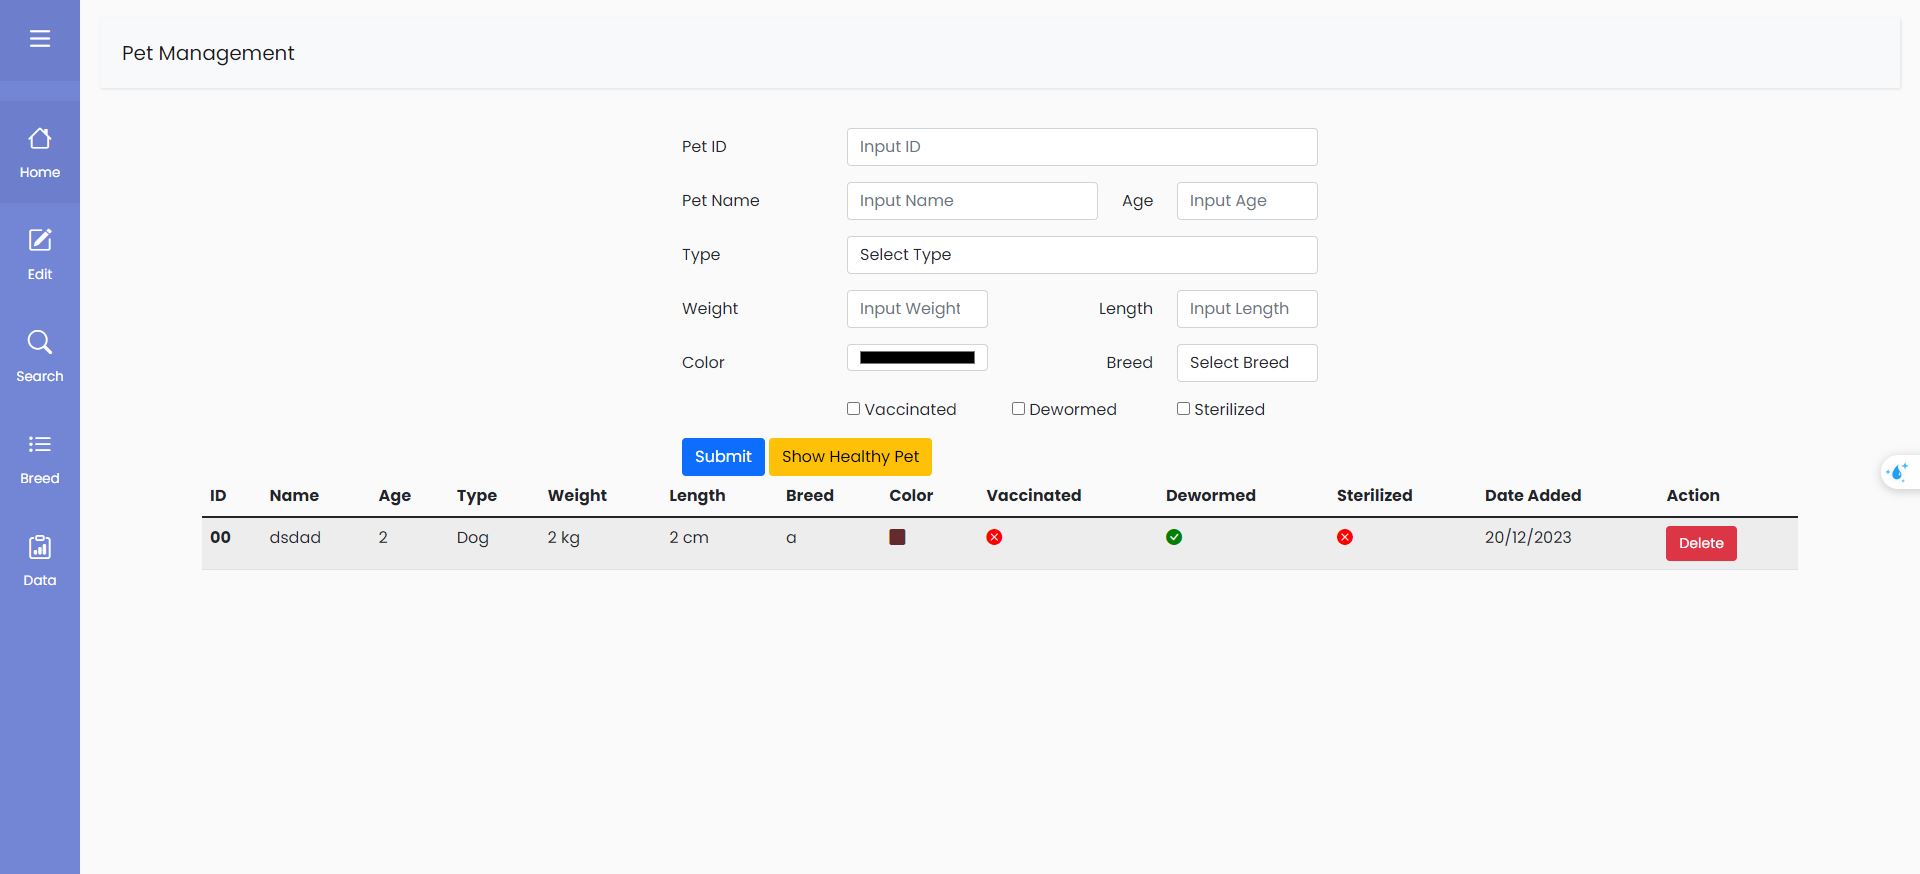 Pet Management
Home
Edit
Search
Breed
Data
Pet ID Input ID
Pet Name Input Name Age Input Age
Type Select Type
Weight Input Weight Length Input Length
Color Breed Select Breed
Vaccinated Dewormed Sterilized
Submit Show Healthy Pet
ID Name Age Type Weight Length Breed Color Vaccinated Dewormed Sterilized Date Added Action
00 dsdad 2 Dog 2 kg 2 cm a 20/12/2023 Delete